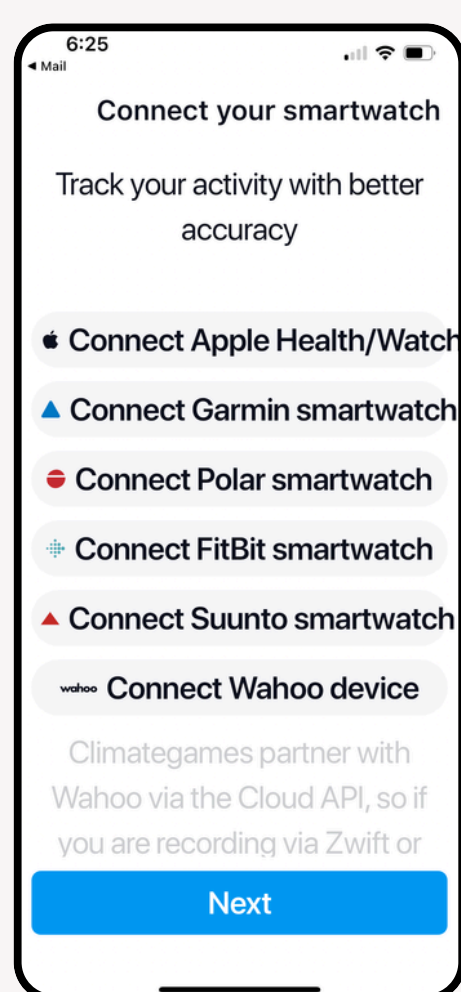 6:25
◀ Mail
Connect your smartwatch
Track your activity with better
accuracy
Connect Apple Health/Watch
Connect Garmin smartwatch
Connect Polar smartwatch
Connect FitBit smartwatch
Connect Suunto smartwatch
wahoo Connect Wahoo device
Climategames partner with
Wahoo via the Cloud API, so if
you are recording via Zwift or
Next